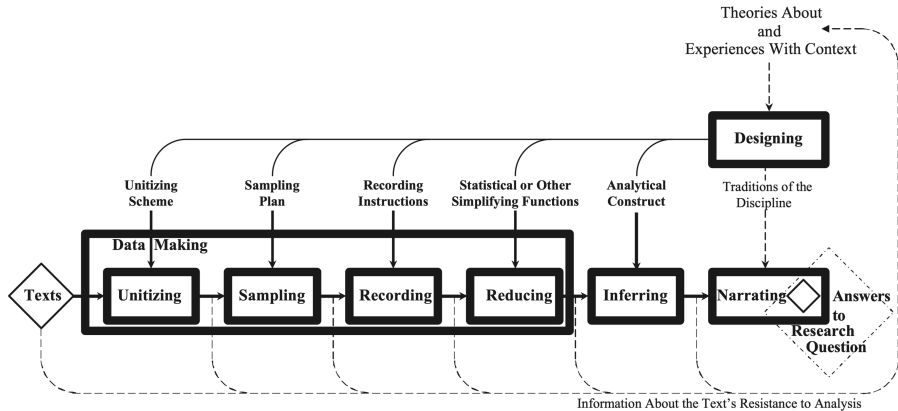 Theories About
and
Experiences With Context
Designing
Unitizing
Scheme
Sampling
Plan
Recording
Instructions
Statistical or Other
Simplifying Functions
Analytical
Construct
Traditions of the
Discipline
Data Making
Texts
Unitizing
Sampling
Recording
Reducing
Inferring
Narrating
Answers
to
Research
Question
Information About the Text's Resistance to Analysis